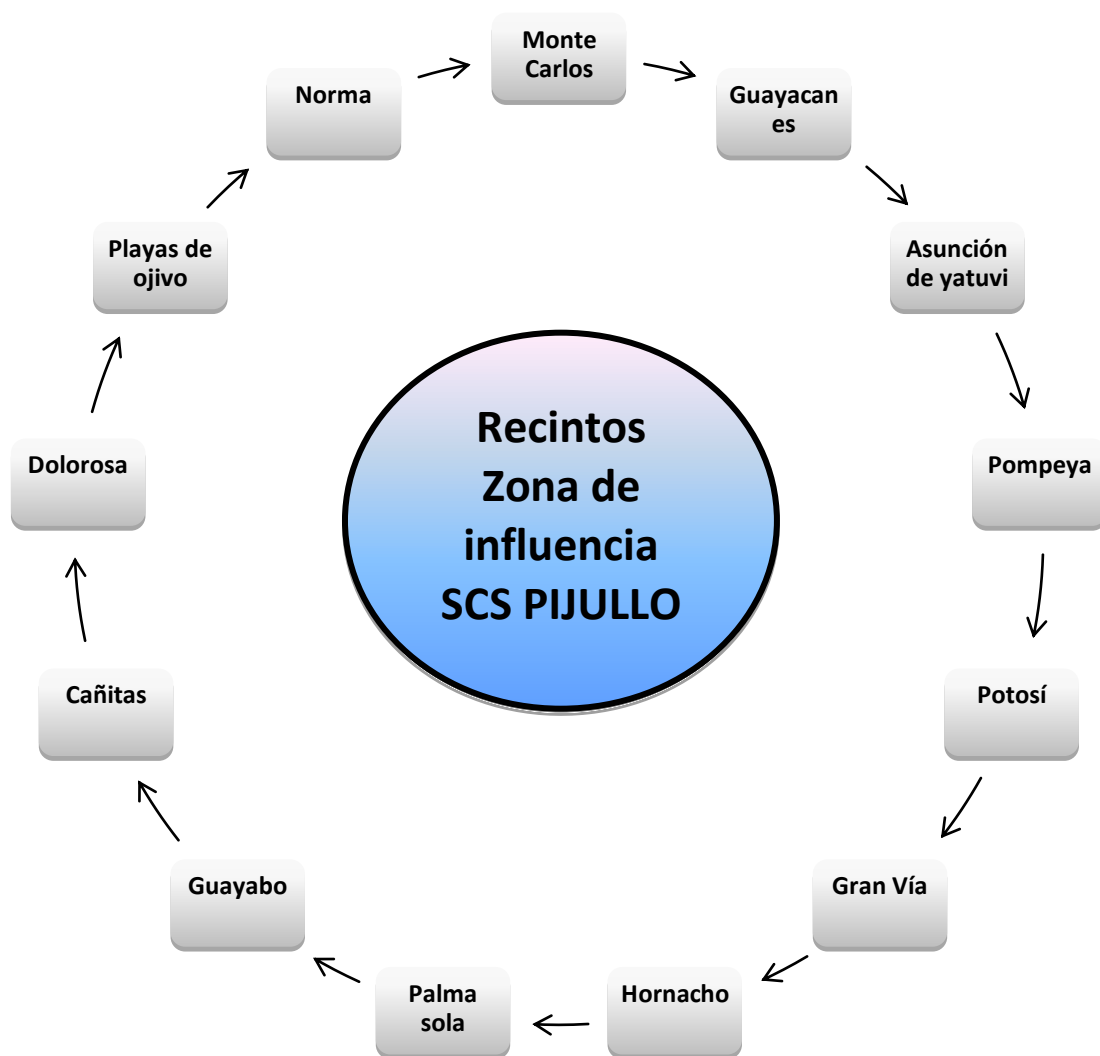 Monte
Carlos
Guayacan
es
Asunción
de yatuvi
Pompeya
Potosí
Gran Vía
Hornacho
Palma
sola
Guayabo
Cañitas
Dolorosa
Playas de
ojivo
Norma
Recintos
Zona de
influencia
SCS PIJULLO